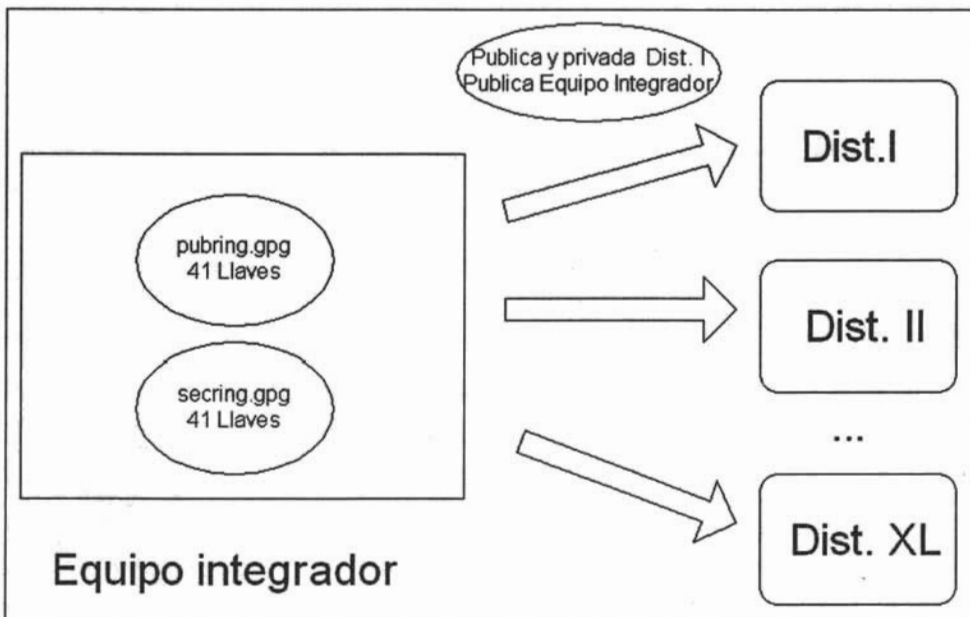 Publica y privada Dist. I
Publica Equipo Integrador
Dist.I
pubring.gpg
41 Llaves
Dist. II
secring.gpg
41 Llaves
...
Dist. XL
Equipo integrador